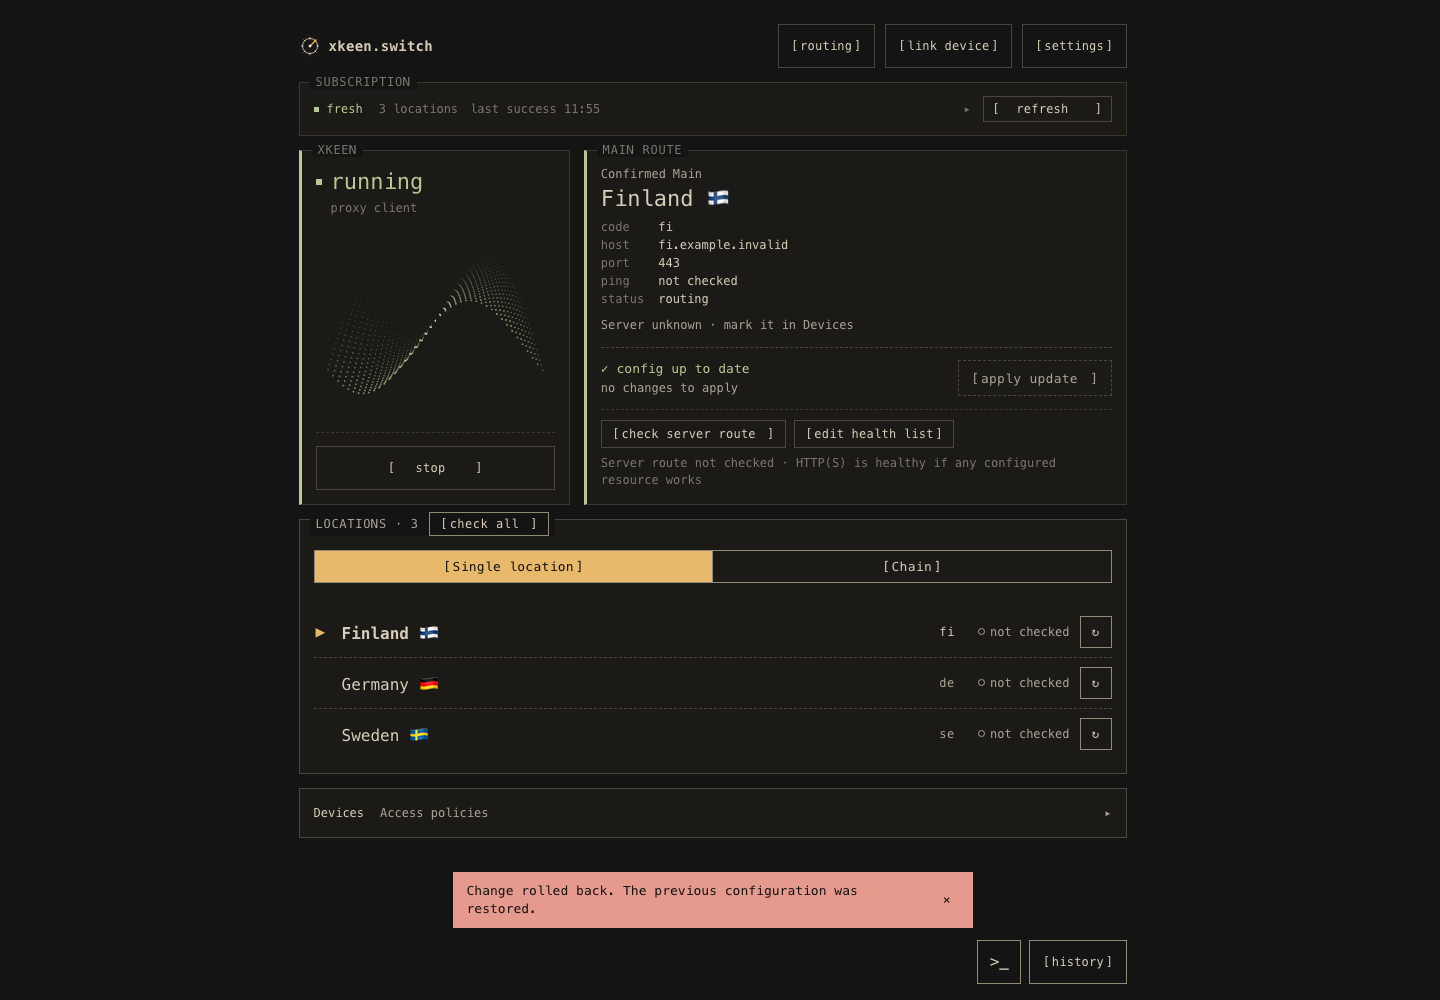 xkeen.switch
[routing] [link device] [settings]
SUBSCRIPTION
fresh 3 locations last success 11:55 ▸ [ refresh ]
XKEEN
running
proxy client
[ stop ]
MAIN ROUTE
Confirmed Main
Finland 🇫🇮
code fi
host fi.example.invalid
port 443
ping not checked
status routing
Server unknown · mark it in Devices
✓ config up to date
no changes to apply
[apply update ]
[check server route ] [edit health list]
Server route not checked · HTTP(S) is healthy if any configured
resource works
LOCATIONS · 3 [check all ]
[Single location] [Chain]
▶ Finland 🇫🇮 fi ○ not checked ↻
Germany 🇩🇪 de ○ not checked ↻
Sweden 🇸🇪 se ○ not checked ↻
Devices Access policies ▸
Change rolled back. The previous configuration was
restored.
×
>_ [history]